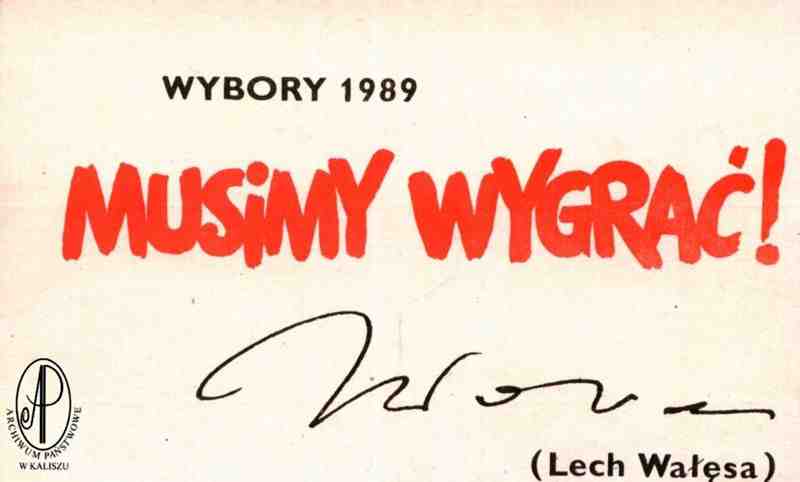 WYBORY 1989
MUSiMY WYGRAĆ!
(Lech Wałęsa)
ARCHIWUM PAŃSTWOWE
W KALISZU